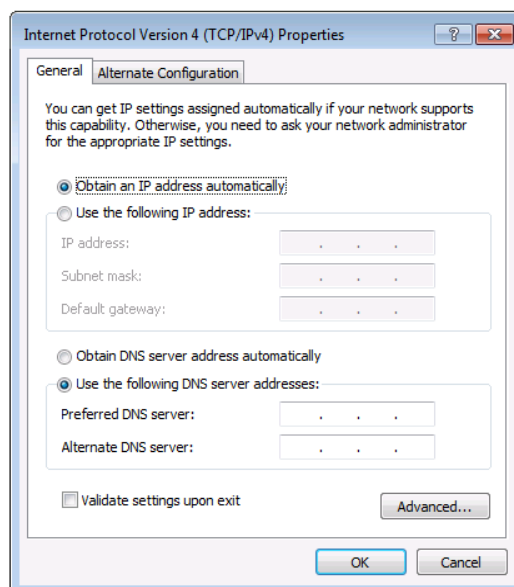 Internet Protocol Version 4 (TCP/IPv4) Properties
General
Alternate Configuration
You can get IP settings assigned automatically if your network supports
this capability. Otherwise, you need to ask your network administrator
for the appropriate IP settings.
Obtain an IP address automatically
Use the following IP address:
IP address: . . .
Subnet mask: . . .
Default gateway: . . .
Obtain DNS server address automatically
Use the following DNS server addresses:
Preferred DNS server: . . .
Alternate DNS server: . . .
Validate settings upon exit
Advanced...
OK
Cancel